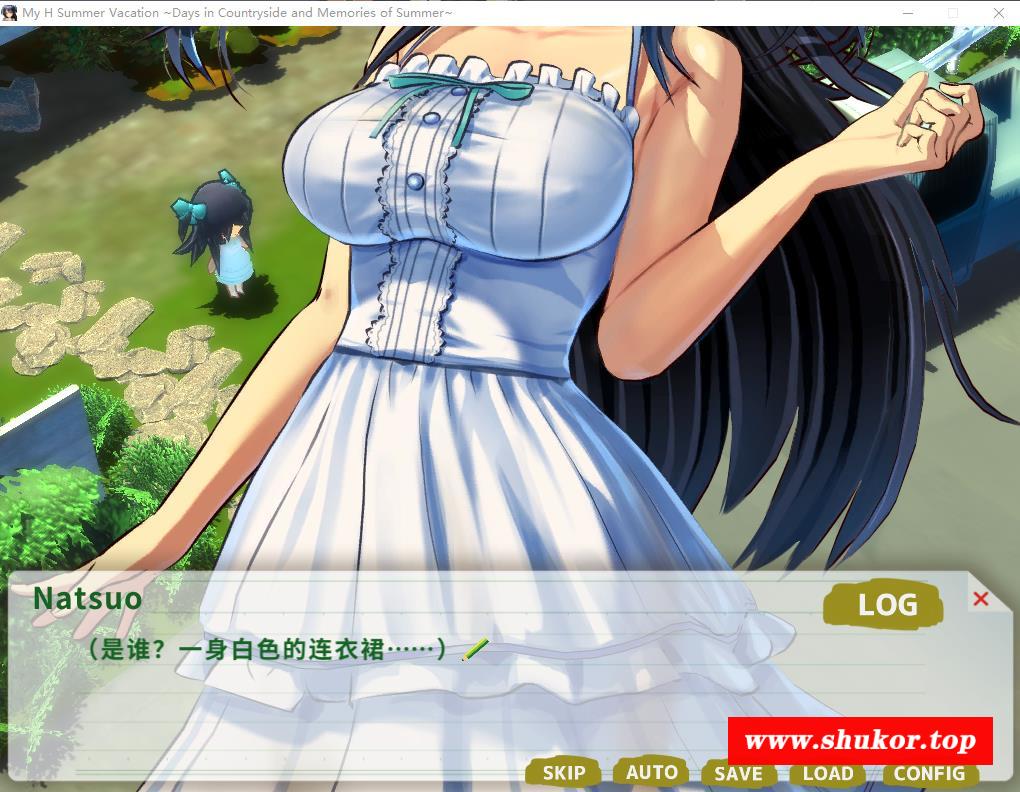 My H Summer Vacation ~Days in Countryside and Memories of Summer~
Natsuo
LOG
（是谁？一身白色的连衣裙……）
www.shukor.top
SKIP AUTO SAVE LOAD CONFIG